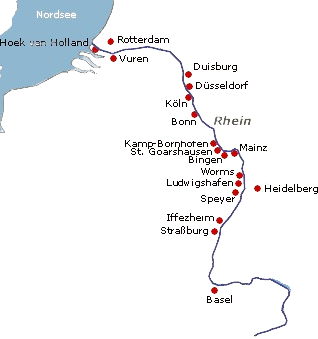 Nordsee
Rotterdam
Hoek van Holland
Vuren
Duisburg
Düsseldorf
Köln
Bonn
Rhein
Kamp-Bornhofen
St. Goarshausen
Mainz
Bingen
Worms
Ludwigshafen
Heidelberg
Speyer
Iffezheim
Straßburg
Basel